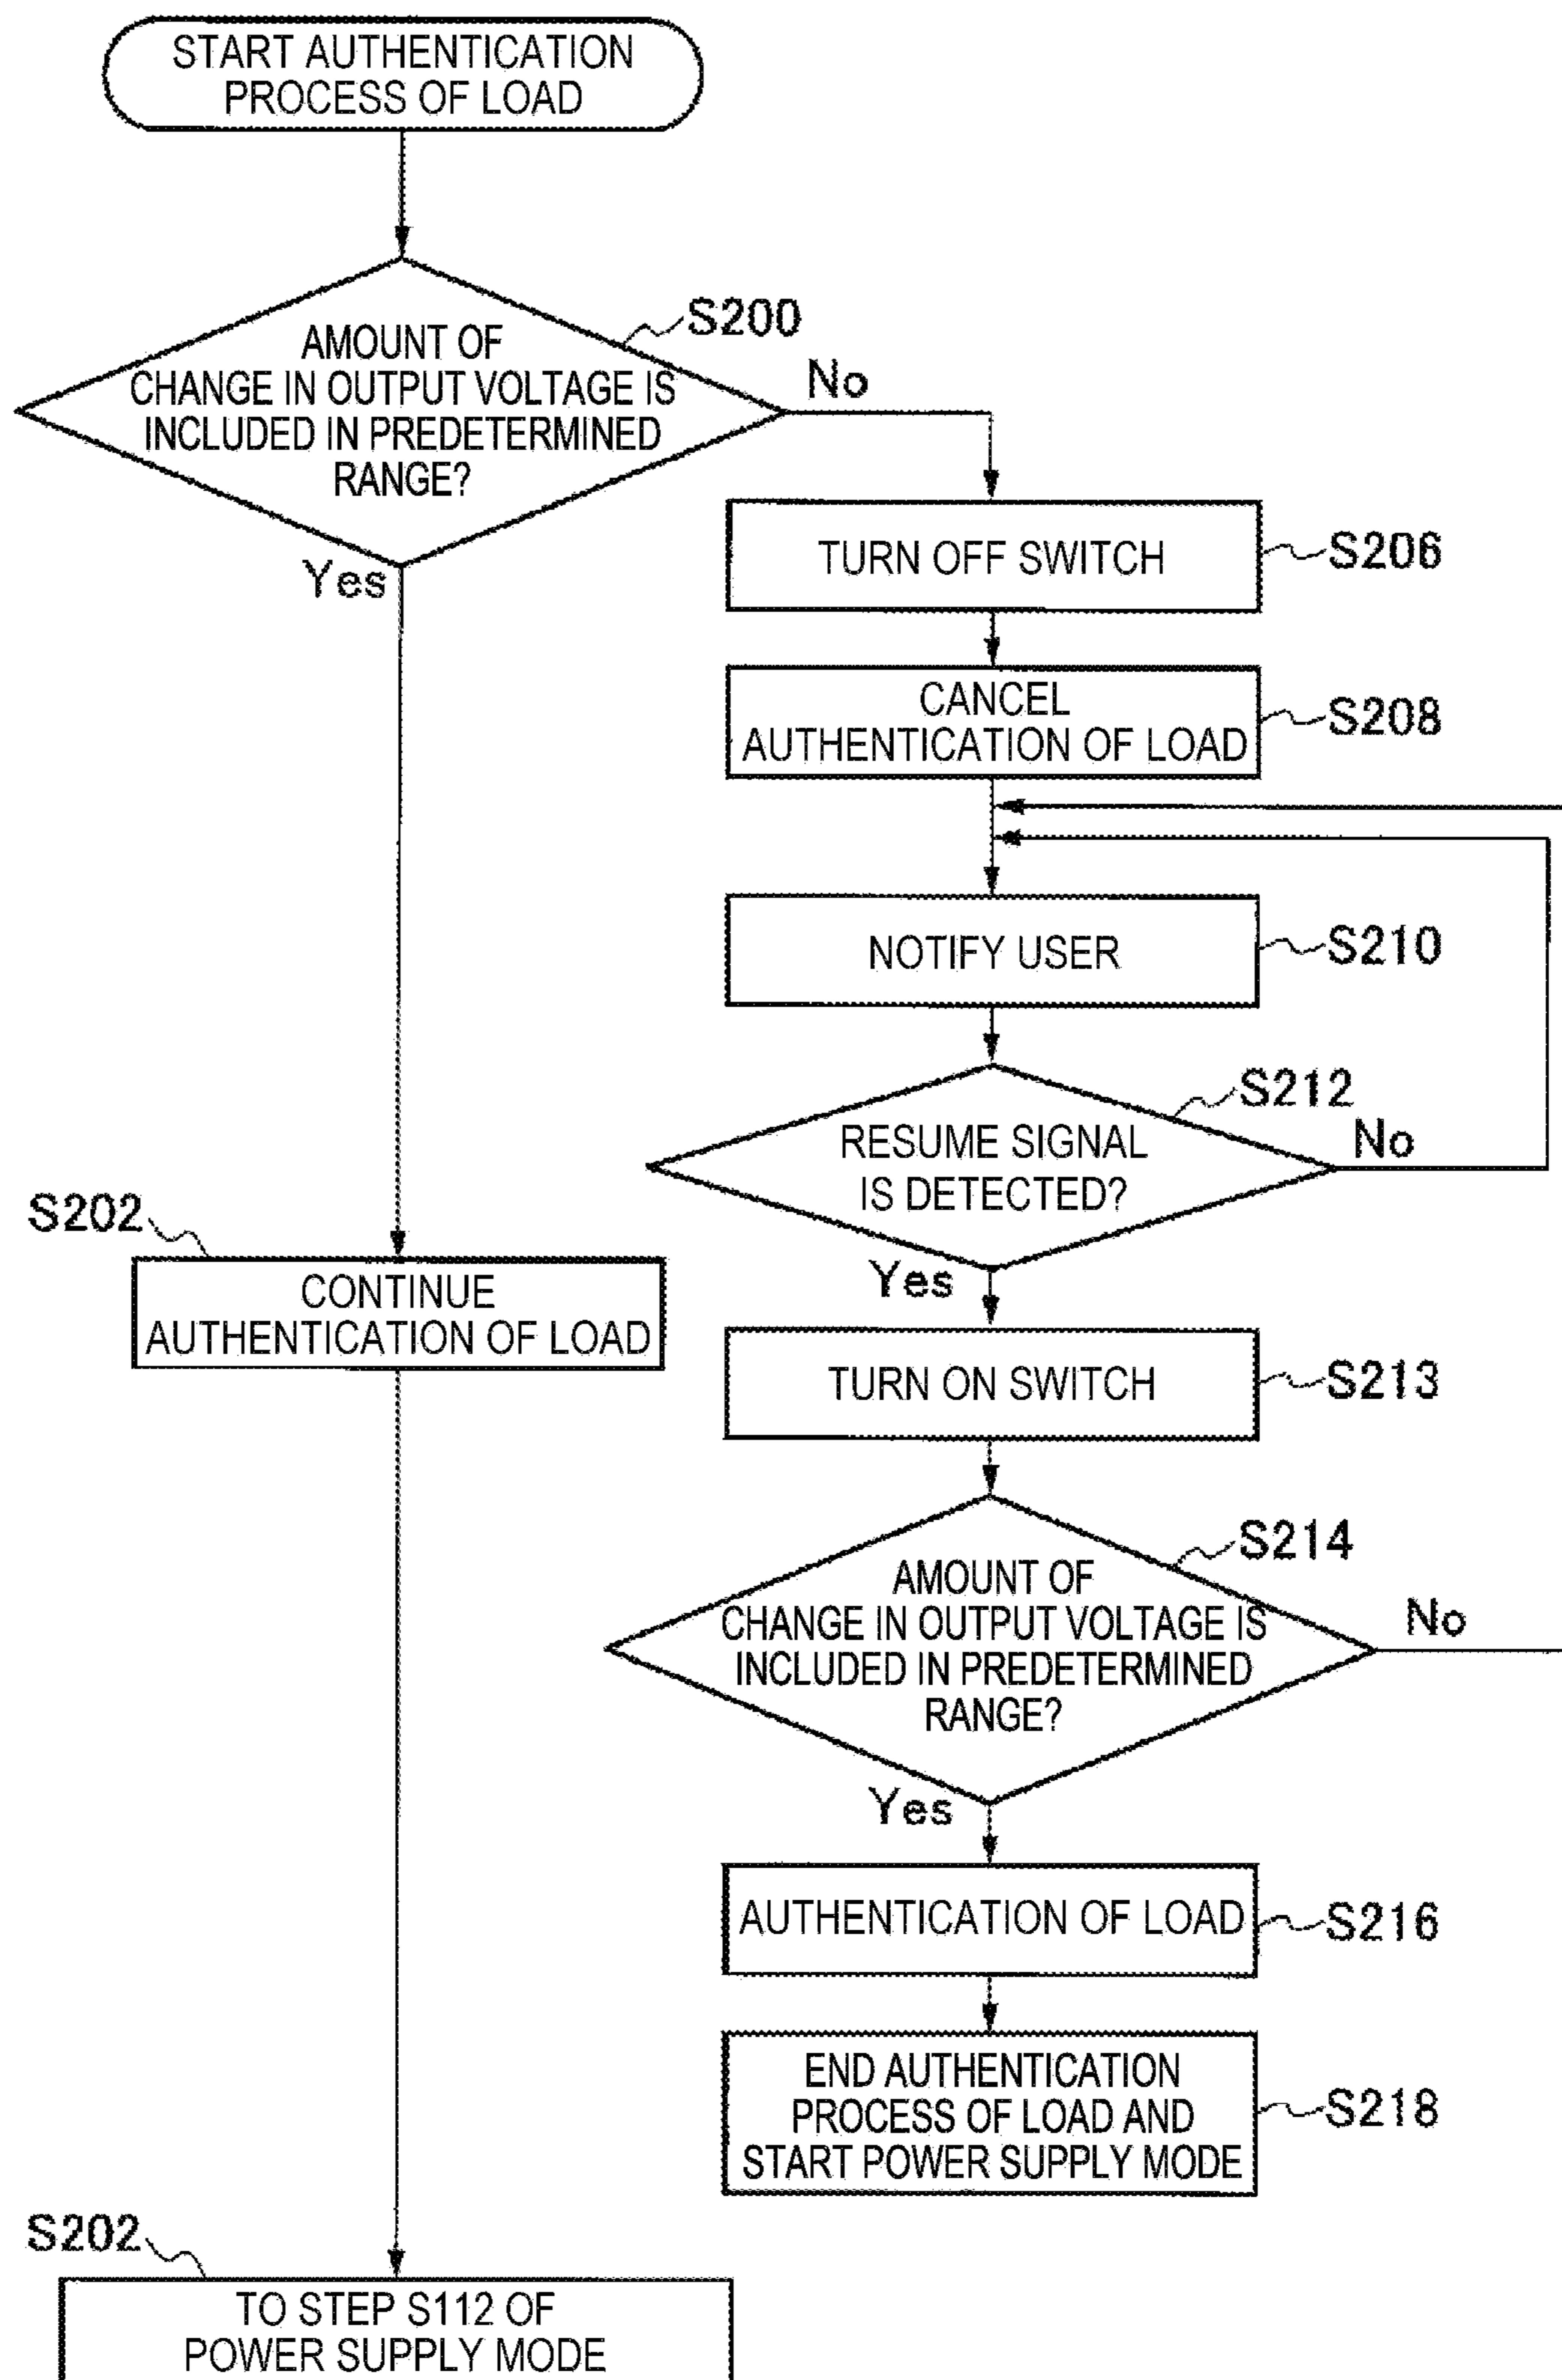 START AUTHENTICATION
PROCESS OF LOAD
S200
AMOUNT OF
CHANGE IN OUTPUT VOLTAGE IS
INCLUDED IN PREDETERMINED
RANGE?
No
Yes
TURN OFF SWITCH
S206
CANCEL
AUTHENTICATION OF LOAD
S208
NOTIFY USER
S210
S212
RESUME SIGNAL
IS DETECTED?
No
Yes
S202
CONTINUE
AUTHENTICATION OF LOAD
TURN ON SWITCH
S213
S214
AMOUNT OF
CHANGE IN OUTPUT VOLTAGE IS
INCLUDED IN PREDETERMINED
RANGE?
No
Yes
AUTHENTICATION OF LOAD
S216
END AUTHENTICATION
PROCESS OF LOAD AND
START POWER SUPPLY MODE
S218
S202
TO STEP S112 OF
POWER SUPPLY MODE